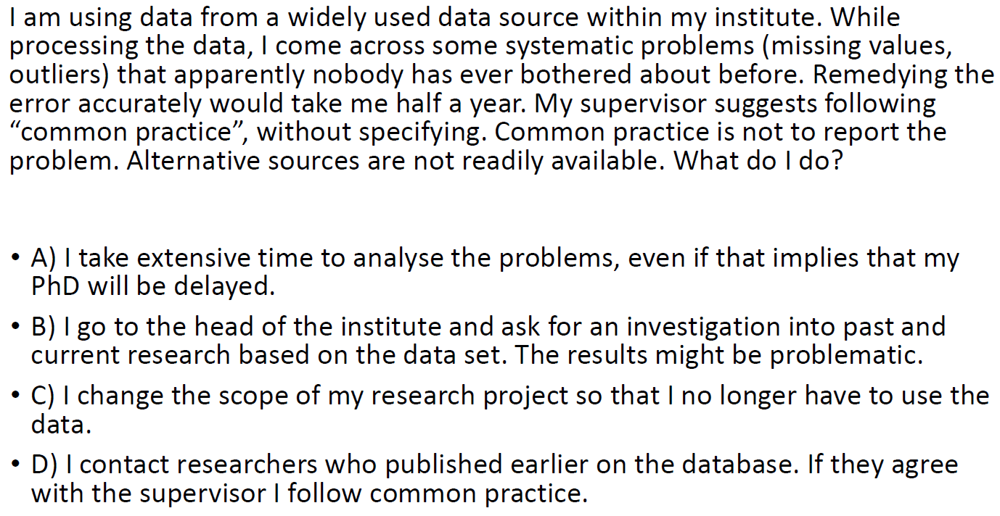 I am using data from a widely used data source within my institute. While
processing the data, I come across some systematic problems (missing values,
outliers) that apparently nobody has ever bothered about before. Remedying the
error accurately would take me half a year. My supervisor suggests following
“common practice”, without specifying. Common practice is not to report the
problem. Alternative sources are not readily available. What do I do?
• A) I take extensive time to analyse the problems, even if that implies that my
PhD will be delayed.
• B) I go to the head of the institute and ask for an investigation into past and
current research based on the data set. The results might be problematic.
• C) I change the scope of my research project so that I no longer have to use the
data.
• D) I contact researchers who published earlier on the database. If they agree
with the supervisor I follow common practice.